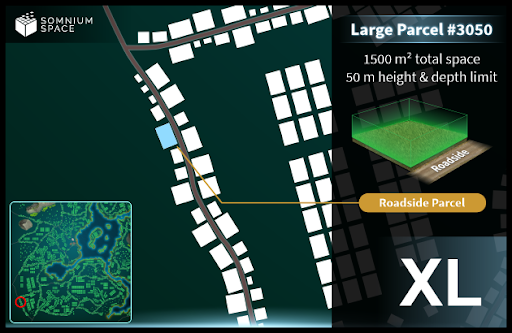 SOMNIUM
SPACE
Large Parcel #3050
1500 m² total space
50 m height & depth limit
Roadside
Roadside Parcel
XL